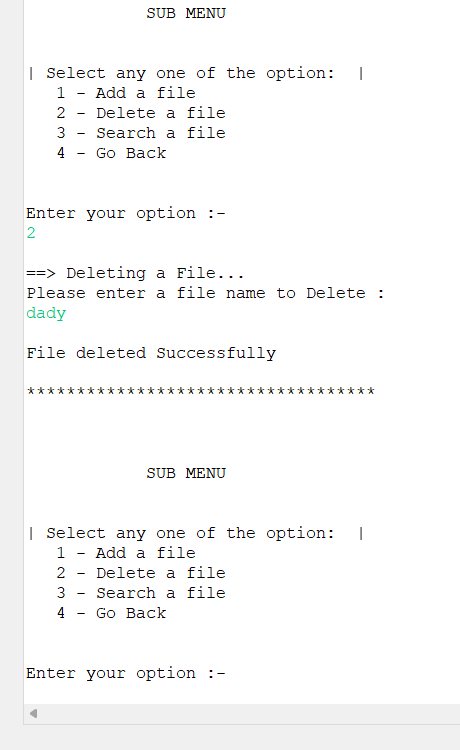 SUB MENU
| Select any one of the option:  |
1 - Add a file
2 - Delete a file
3 - Search a file
4 - Go Back
Enter your option :-
2
==> Deleting a File...
Please enter a file name to Delete :
dady
File deleted Successfully
***********************************
SUB MENU
| Select any one of the option:  |
1 - Add a file
2 - Delete a file
3 - Search a file
4 - Go Back
Enter your option :-